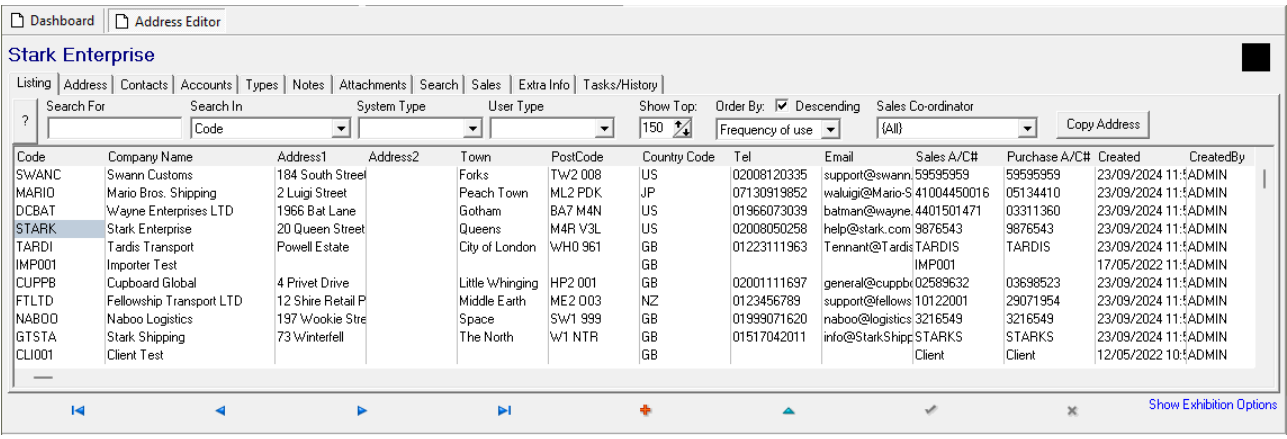 Dashboard Address Editor
Stark Enterprise
Listing Address Contacts Accounts Types Notes Attachments Search Sales Extra Info Tasks/History
? Search For Search In System Type User Type Show Top: Order By: Descending Sales Co-ordinator
Code 150 Frequency of use {All} Copy Address
Code Company Name Address1 Address2 Town PostCode Country Code Tel Email Sales A/C# Purchase A/C# Created CreatedBy
SWANC Swann Customs 184 South Street Forks TW2 008 US 02008120335 support@swann. 59595959 59595959 23/09/2024 11:5 ADMIN
MARIO Mario Bros. Shipping 2 Luigi Street Peach Town ML2 PDK JP 07130919852 waluigi@Mario-S 41004450016 05134410 23/09/2024 11:5 ADMIN
DCBAT Wayne Enterprises LTD 1966 Bat Lane Gotham BA7 M4N US 01966073039 batman@wayne. 4401501471 03311360 23/09/2024 11:5 ADMIN
STARK Stark Enterprise 20 Queen Street Queens M4R V3L US 02008050258 help@stark.com 9876543 9876543 23/09/2024 11:5 ADMIN
TARDI Tardis Transport Powell Estate City of London WH0 961 GB 01223111963 Tennant@Tardis TARDIS TARDIS 23/09/2024 11:5 ADMIN
IMP001 Importer Test GB IMP001 17/05/2022 11:5 ADMIN
CUPPB Cupboard Global 4 Privet Drive Little Whinging HP2 001 GB 02001111697 general@cuppbo 02589632 03698523 23/09/2024 11:5 ADMIN
FTLTD Fellowship Transport LTD 12 Shire Retail P Middle Earth ME2 003 NZ 0123456789 support@fellows 10122001 29071954 23/09/2024 11:5 ADMIN
NABOO Naboo Logistics 197 Wookie Stre Space SW1 999 GB 01999071620 naboo@logistics 3216549 3216549 23/09/2024 11:5 ADMIN
GTSTA Stark Shipping 73 Winterfell The North W1 NTR GB 01517042011 info@StarkShipp STARKS STARKS 23/09/2024 11:5 ADMIN
CLI001 Client Test GB Client Client 12/05/2022 10:5 ADMIN
Show Exhibition Options